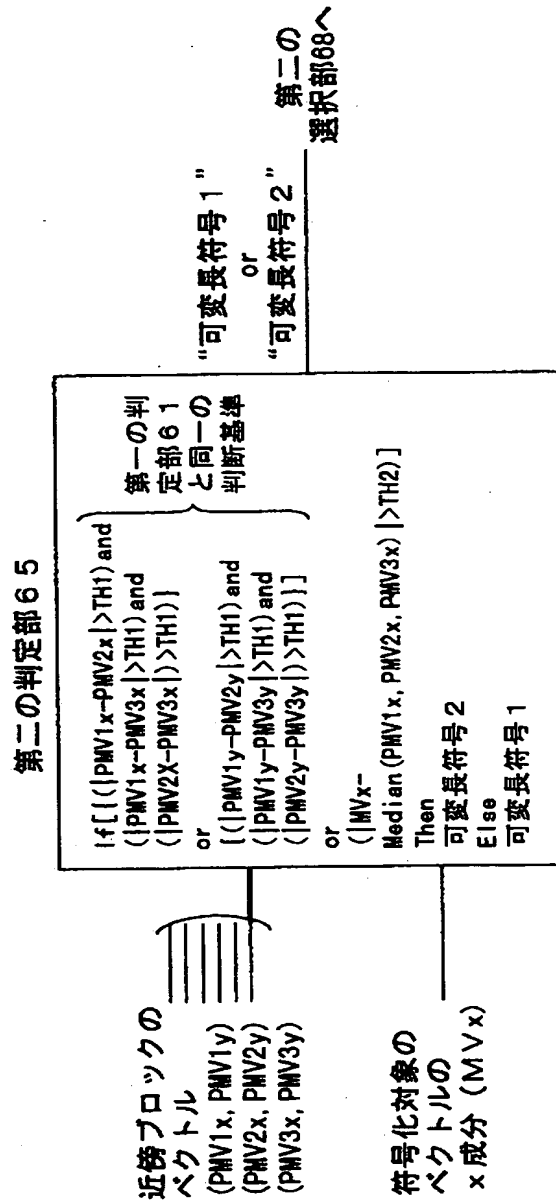 第二の判定部65
近傍ブロックの
ベクトル
(PMV1x, PMV1y)
(PMV2x, PMV2y)
(PMV3x, PMV3y)
符号化対象の
ベクトルの
x成分 (MVx)
If[{(|PMV1x-PMV2x|>TH1)and
(|PMV1x-PMV3x|>TH1)and
(|PMV2X-PMV3x|)>TH1)}
or
{(|PMV1y-PMV2y|>TH1)and
(|PMV1y-PMV3y|>TH1)and
(|PMV2y-PMV3y|)>TH1)}]
or
(|MVx-
Median(PMV1x, PMV2x, PMV3x)|>TH2)]
Then
可変長符号2
Else
可変長符号1
第一の判
定部61
と同一の
判断基準
"可変長符号1"
or
"可変長符号2"
第二の
選択部68へ